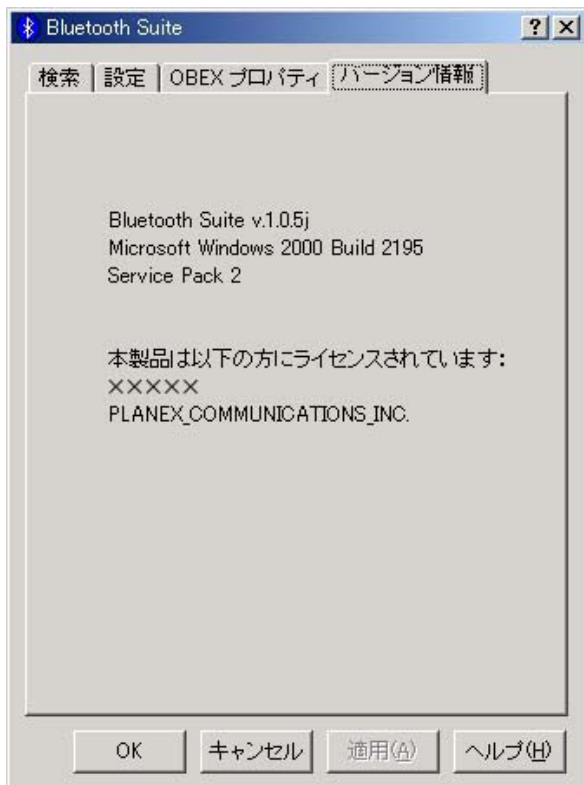 Bluetooth Suite
検索 設定 OBEX プロパティ バージョン情報
Bluetooth Suite v.1.0.5j
Microsoft Windows 2000 Build 2195
Service Pack 2
本製品は以下の方にライセンスされています:
×××××
PLANEX_COMMUNICATIONS_INC.
OK キャンセル 適用(A) ヘルプ(H)